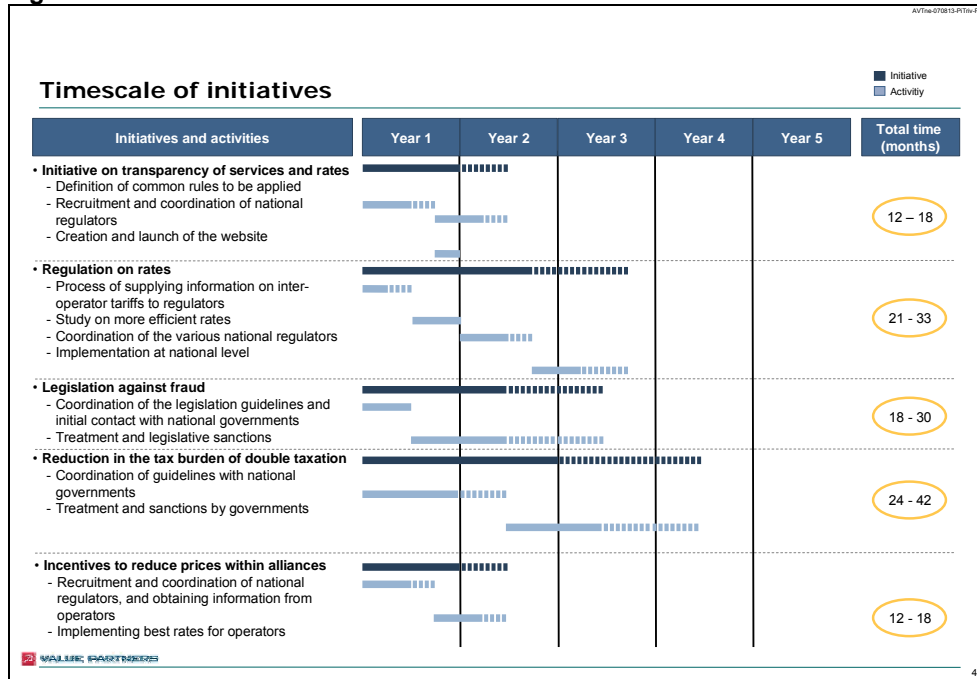 AVTne-070813-PiTriv-F
Timescale of initiatives
Initiative
Activitiy
Initiatives and activities
Year 1
Year 2
Year 3
Year 4
Year 5
Total time
(months)
• Initiative on transparency of services and rates
- Definition of common rules to be applied
- Recruitment and coordination of national
regulators
- Creation and launch of the website
12 – 18
• Regulation on rates
- Process of supplying information on inter-
operator tariffs to regulators
- Study on more efficient rates
- Coordination of the various national regulators
- Implementation at national level
21 - 33
• Legislation against fraud
- Coordination of the legislation guidelines and
initial contact with national governments
- Treatment and legislative sanctions
18 - 30
• Reduction in the tax burden of double taxation
- Coordination of guidelines with national
governments
- Treatment and sanctions by governments
24 - 42
• Incentives to reduce prices within alliances
- Recruitment and coordination of national
regulators, and obtaining information from
operators
- Implementing best rates for operators
12 - 18
VALUE PARTNERS
4